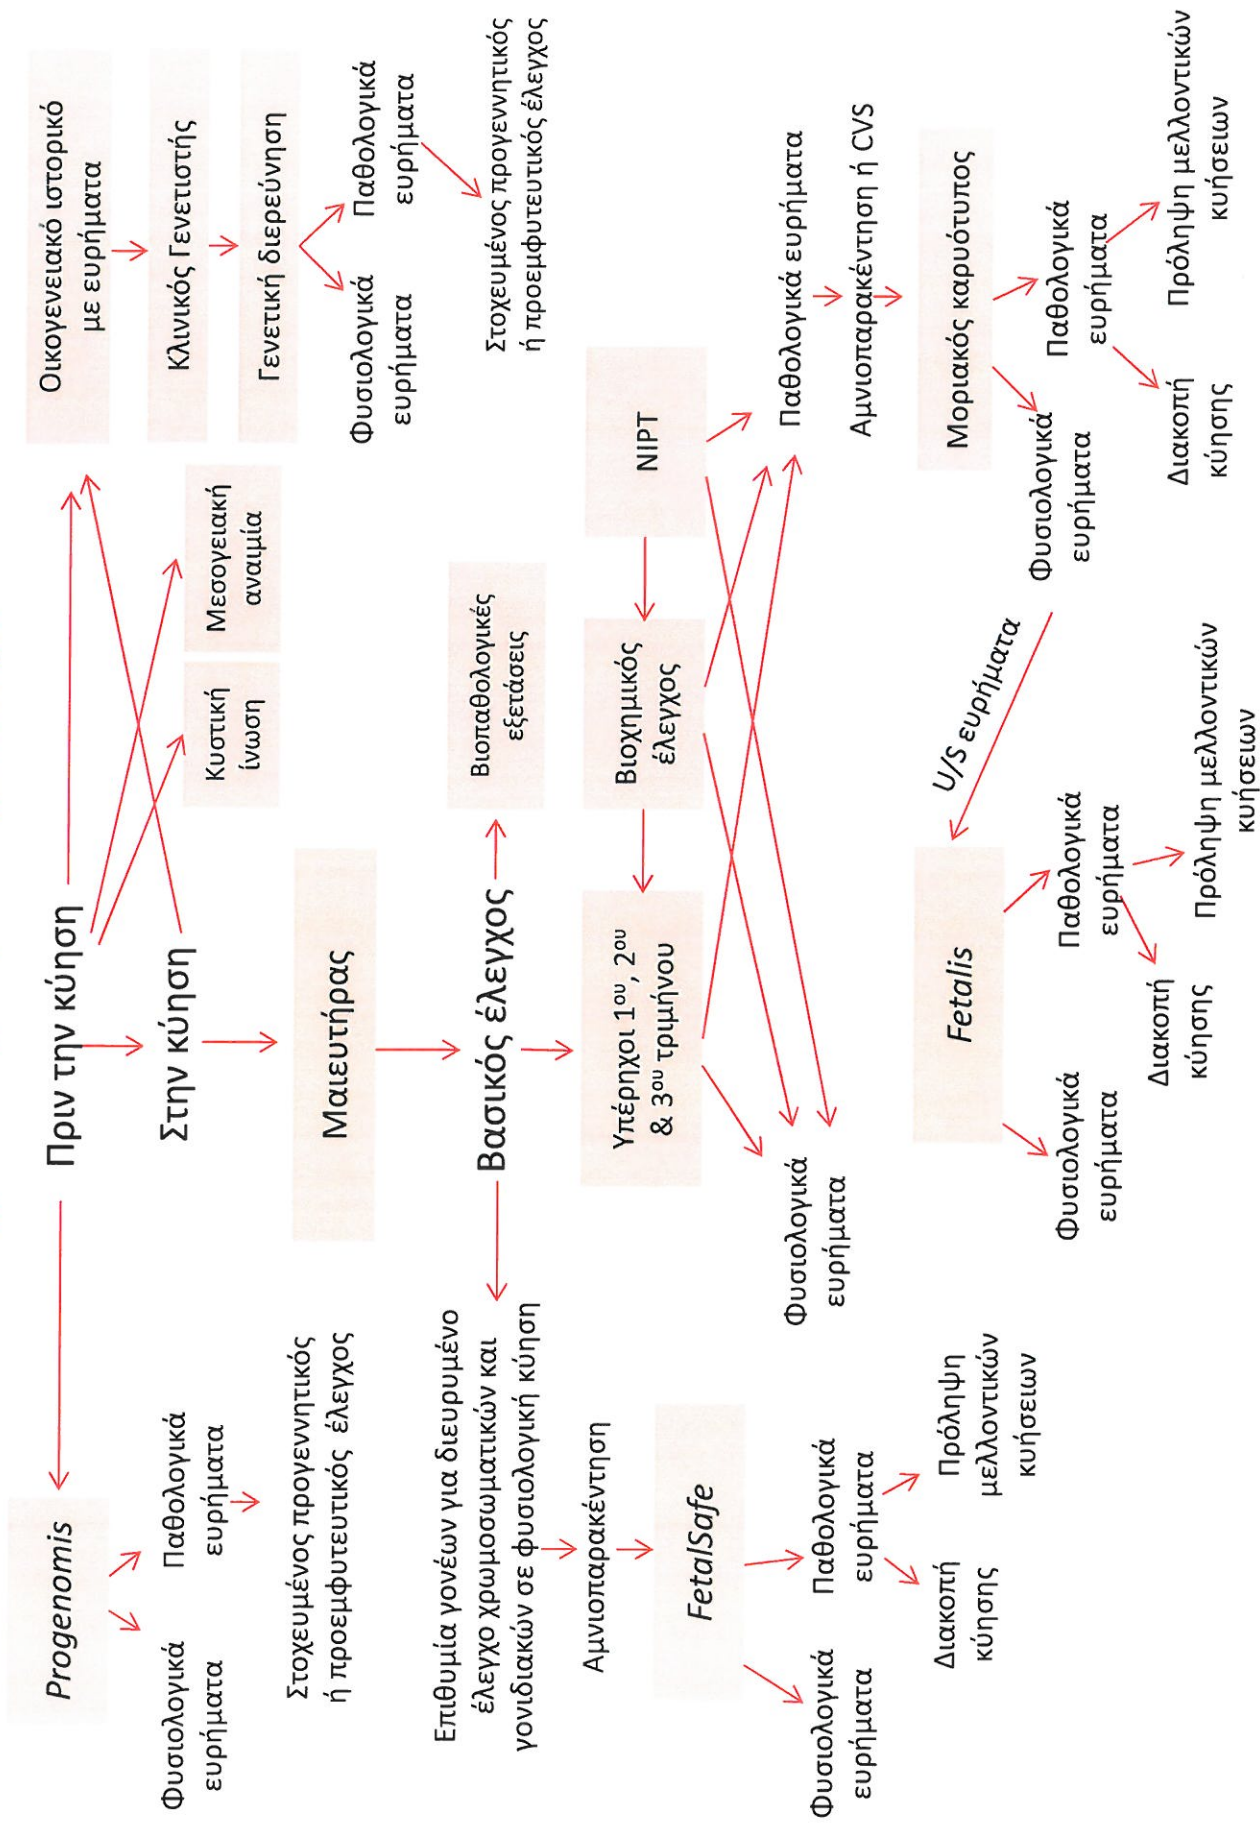 Πριν την κύηση
Στην κύηση
Μαιευτήρας
Βασικός έλεγχος
Progenomis
Φυσιολογικά
ευρήματα
Παθολογικά
ευρήματα
Στοχευμένος προγεννητικός
ή προεμφυτευτικός έλεγχος
Κυστική
ίνωση
Μεσογειακή
αναιμία
Οικογενειακό ιστορικό
με ευρήματα
Κλινικός Γενετιστής
Γενετική διερεύνηση
Φυσιολογικά
ευρήματα
Παθολογικά
ευρήματα
Στοχευμένος προγεννητικός
ή προεμφυτευτικός έλεγχος
Επιθυμία γονέων για διευρυμένο
έλεγχο χρωμοσωματικών και
γονιδιακών σε φυσιολογική κύηση
Αμνιοπαρακέντηση
FetalSafe
Φυσιολογικά
ευρήματα
Παθολογικά
ευρήματα
Διακοπή
κύησης
Πρόληψη
μελλοντικών
κυήσεων
Βιοπαθολογικές
εξετάσεις
Υπέρηχοι 1ου, 2ου
& 3ου τριμήνου
Βιοχημικός
έλεγχος
NIPT
Φυσιολογικά
ευρήματα
Παθολογικά ευρήματα
Αμνιοπαρακέντηση ή CVS
Μοριακός καρυότυπος
Φυσιολογικά
ευρήματα
Παθολογικά
ευρήματα
Διακοπή
κύησης
Πρόληψη μελλοντικών
κυήσεων
U/S ευρήματα
Fetalis
Φυσιολογικά
ευρήματα
Παθολογικά
ευρήματα
Διακοπή
κύησης
Πρόληψη μελλοντικών
κυήσεων